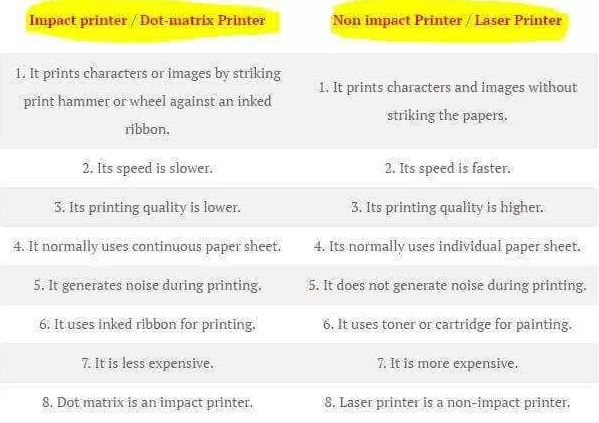 Impact printer / Dot-matrix Printer
Non impact Printer / Laser Printer
1. It prints characters or images by striking
print hammer or wheel against an inked
ribbon.
1. It prints characters and images without
striking the papers.
2. Its speed is slower.
2. Its speed is faster.
3. Its printing quality is lower.
3. Its printing quality is higher.
4. It normally uses continuous paper sheet.
4. Its normally uses individual paper sheet.
5. It generates noise during printing.
5. It does not generate noise during printing.
6. It uses inked ribbon for printing.
6. It uses toner or cartridge for painting.
7. It is less expensive.
7. It is more expensive.
8. Dot matrix is an impact printer.
8. Laser printer is a non-impact printer.